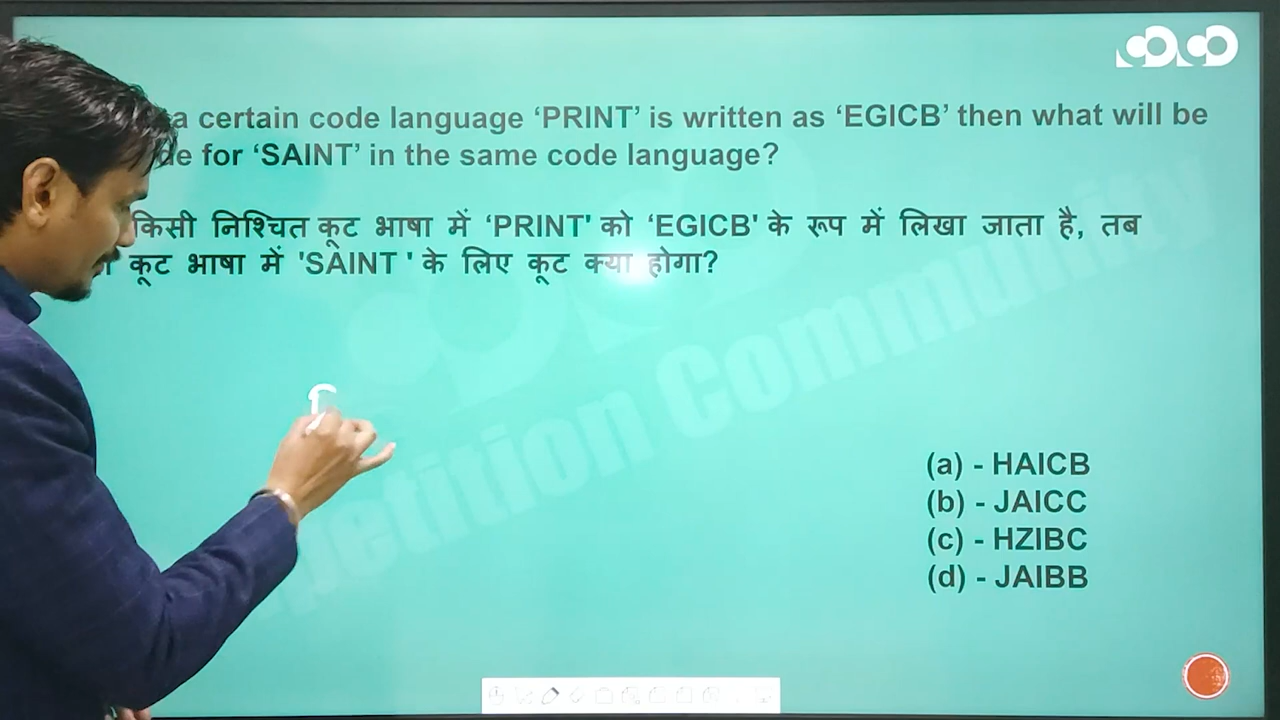 a certain code language ‘PRINT’ is written as ‘EGICB’ then what will be
for ‘SAINT’ in the same code language?
किसी निश्चित कूट भाषा में ‘PRINT' को ‘EGICB' के रूप में लिखा जाता है, तब
कूट भाषा में 'SAINT ' के लिए कूट क्या होगा?
(a) - HAICB
(b) - JAICC
(c) - HZIBC
(d) - JAIBB
Community